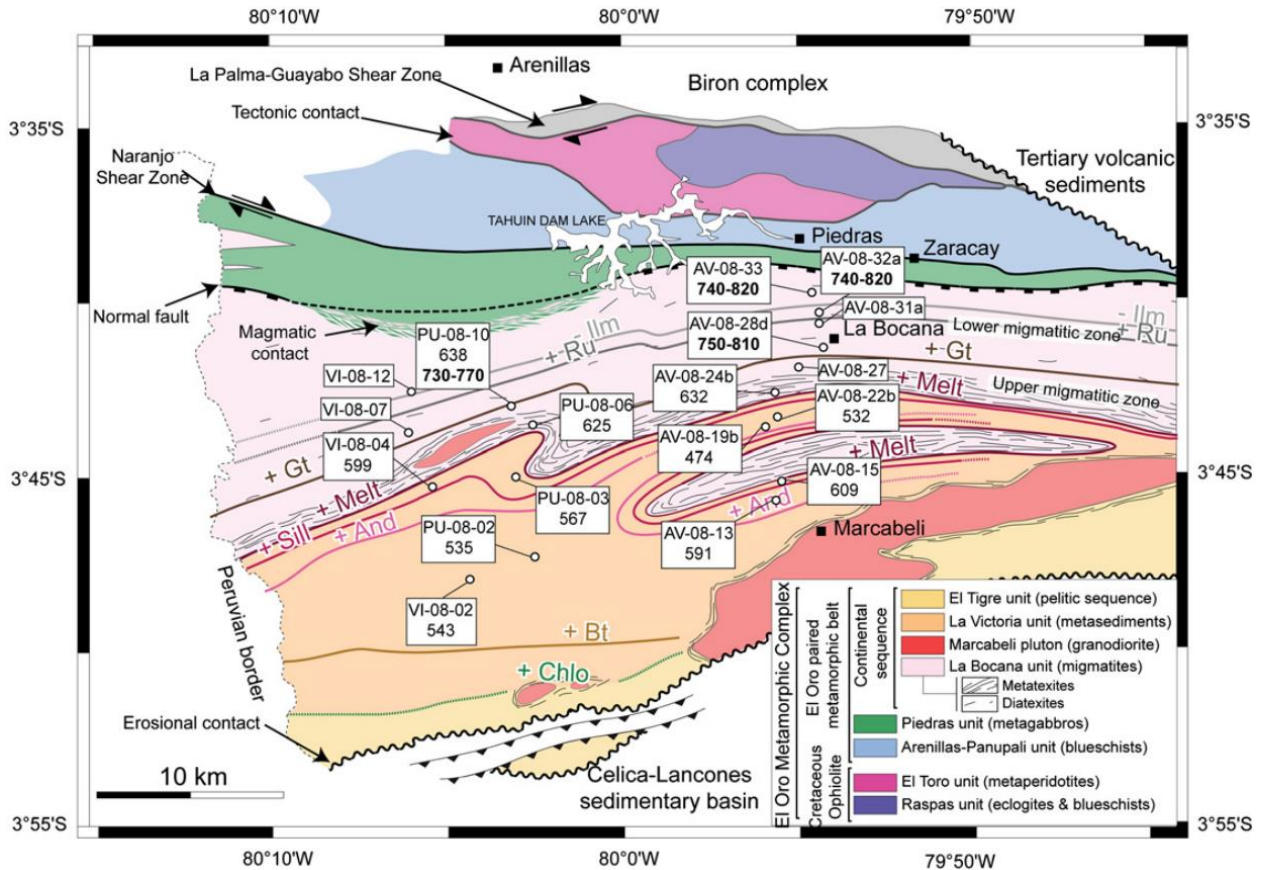 80°10'W
80°0'W
79°50'W
La Palma-Guayabo Shear Zone
Arenillas
Biron complex
Tectonic contact
3°35'S
3°35'S
Naranjo
Shear Zone
Tertiary volcanic
sediments
TAHUIN DAM LAKE
Piedras
Zaracay
AV-08-33
740-820
AV-08-32a
740-820
Normal fault
Magmatic
contact
PU-08-10
638
730-770
- Ilm
+ Ru
AV-08-28d
750-810
AV-08-31a
La Bocana
Lower migmatitic zone
- Ilm
+ Ru
+ Gt
VI-08-12
AV-08-24b
632
AV-08-27
+ Melt
Upper migmatitic zone
VI-08-07
PU-08-06
625
AV-08-22b
532
VI-08-04
599
AV-08-19b
474
+ Melt
+ Gt
3°45'S
3°45'S
+ Melt
PU-08-03
567
AV-08-15
609
+ Sill
+ And
+ And
PU-08-02
535
AV-08-13
591
Marcabeli
Peruvian border
VI-08-02
543
+ Bt
+ Chlo
Erosional contact
10 km
Celica-Lancones
sedimentary basin
El Oro Metamorphic Complex
El Oro paired
metamorphic belt
Continental
sequence
Cretaceous
Ophiolite
El Tigre unit (pelitic sequence)
La Victoria unit (metasediments)
Marcabeli pluton (granodiorite)
La Bocana unit (migmatites)
Metatexites
Diatexites
Piedras unit (metagabbros)
Arenillas-Panupali unit (blueschists)
El Toro unit (metaperidotites)
Raspas unit (eclogites & blueschists)
3°55'S
3°55'S
80°10'W
80°0'W
79°50'W